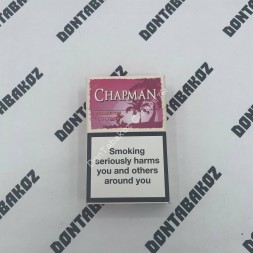 DONTABAKOZ
CHAPMAN
Smoking
seriously harms
you and others
around you